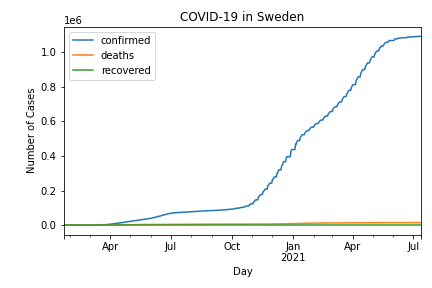 COVID-19 in Sweden
1e6
confirmed
deaths
recovered
Number of Cases
1.0
0.8
0.6
0.4
0.2
0.0
Apr Jul Oct Jan Apr Jul
2021
Day